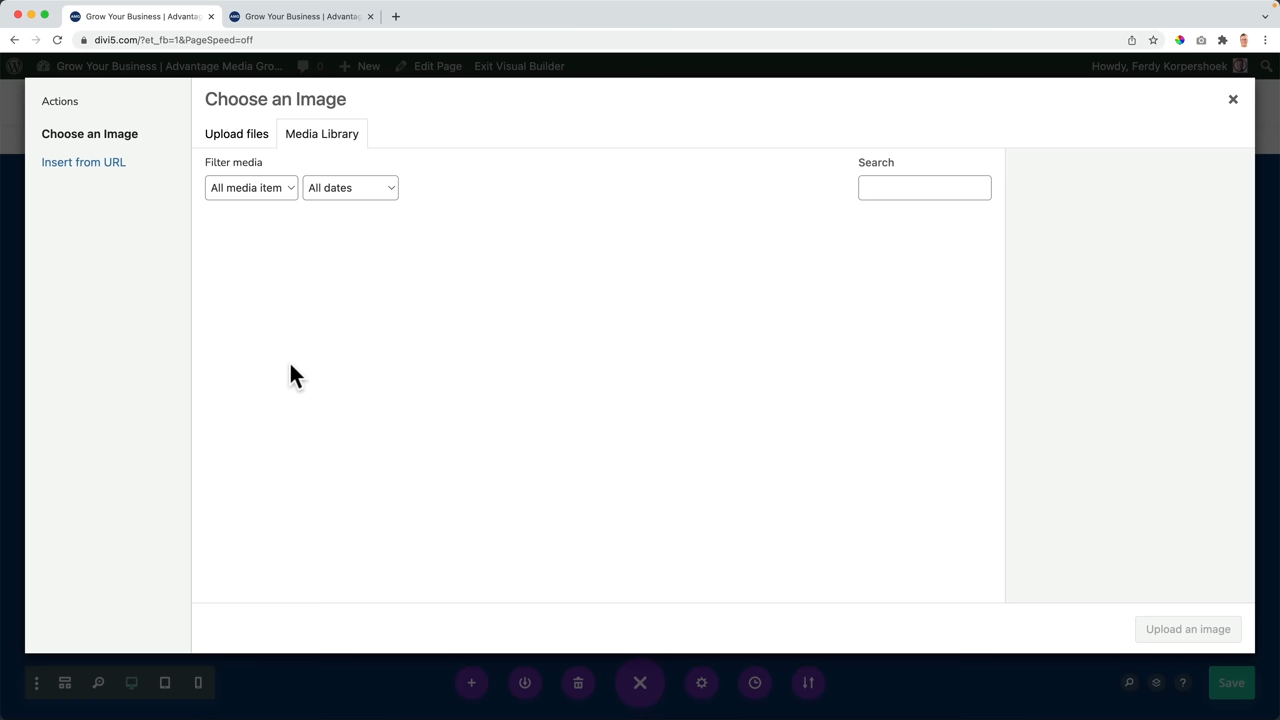 Grow Your Business | Advantag
Grow Your Business | Advantag
divi5.com/?et_fb=1&PageSpeed=off
Grow Your Business | Advantage Media Gro...
0
New
Edit Page
Exit Visual Builder
Howdy, Ferdy Korpershoek
Actions
Choose an Image
Insert from URL
Choose an Image
Upload files
Media Library
Filter media
All media item
All dates
Search
Upload an image
Save